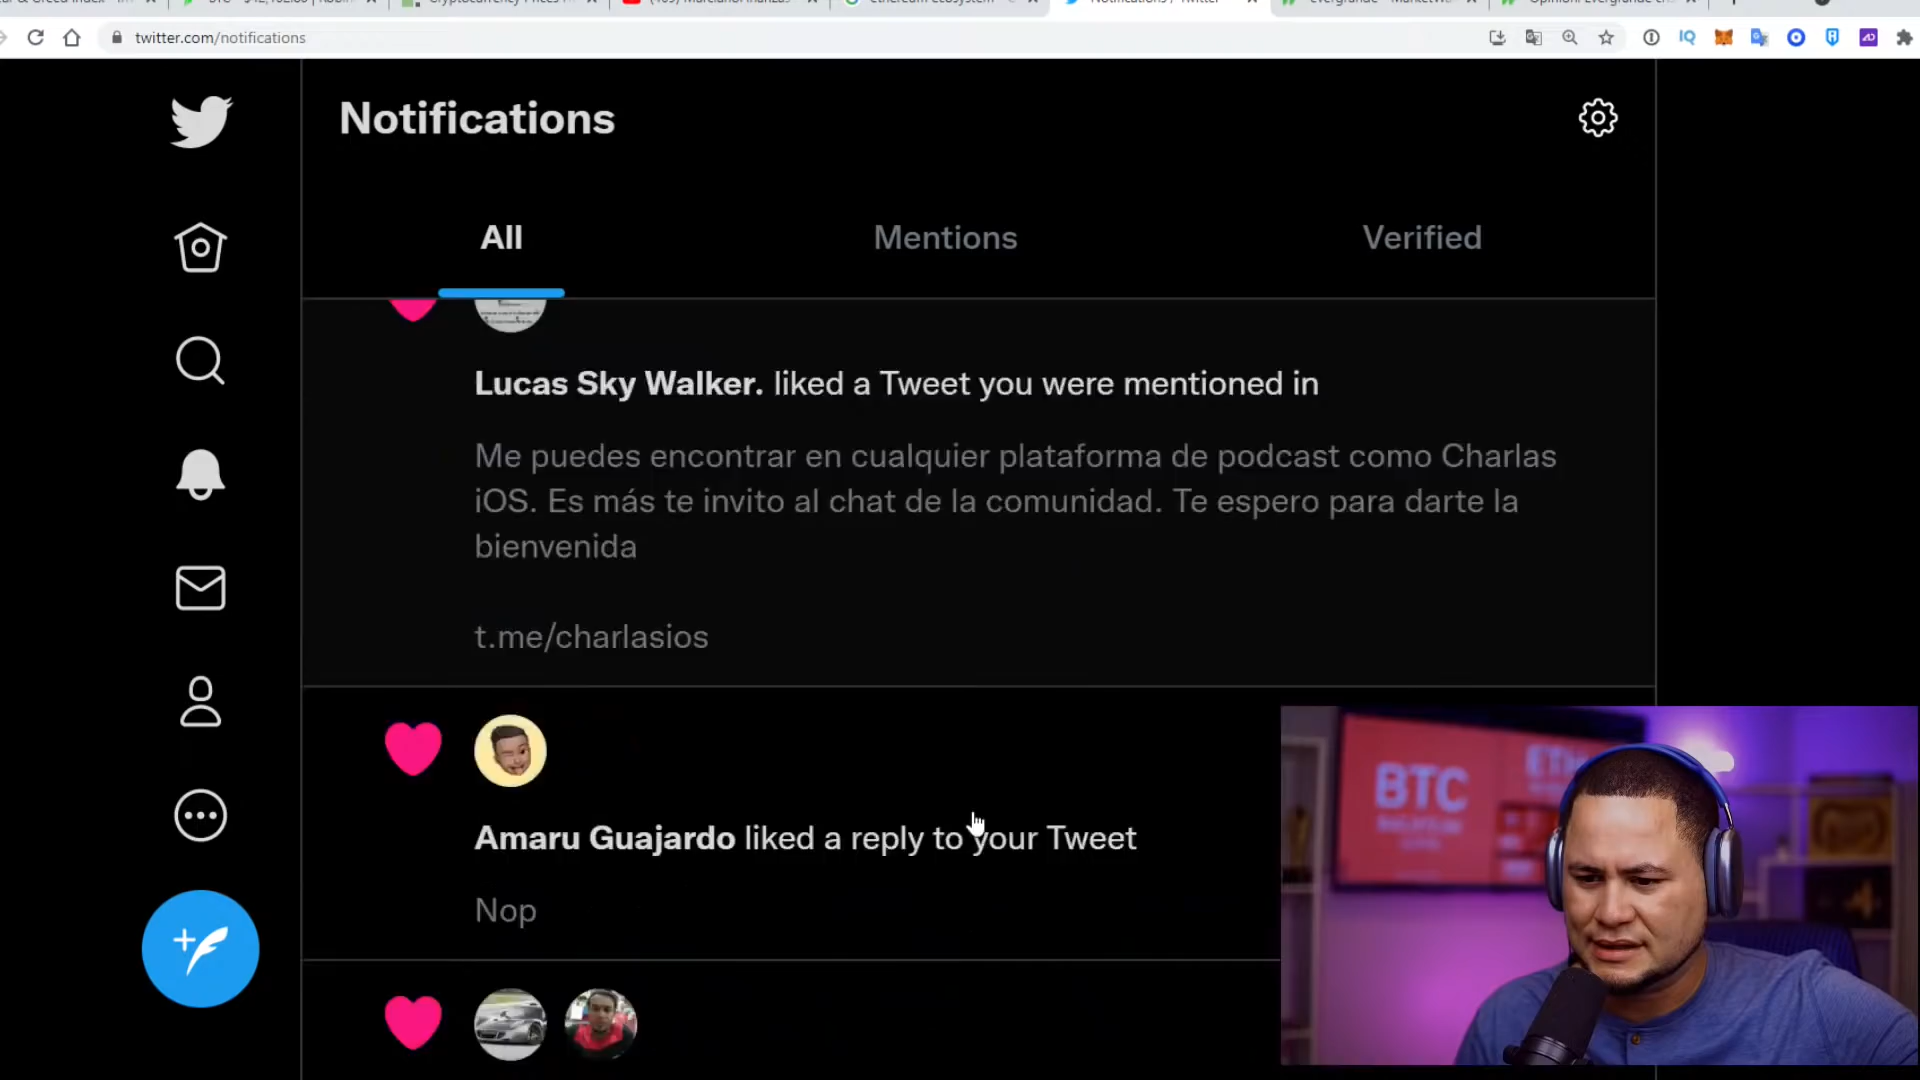 twitter.com/notifications
Notifications
All
Mentions
Verified
Lucas Sky Walker. liked a Tweet you were mentioned in
Me puedes encontrar en cualquier plataforma de podcast como Charlas
iOS. Es más te invito al chat de la comunidad. Te espero para darte la
bienvenida
t.me/charlasios
Amaru Guajardo liked a reply to your Tweet
Nop
BTC
ETH